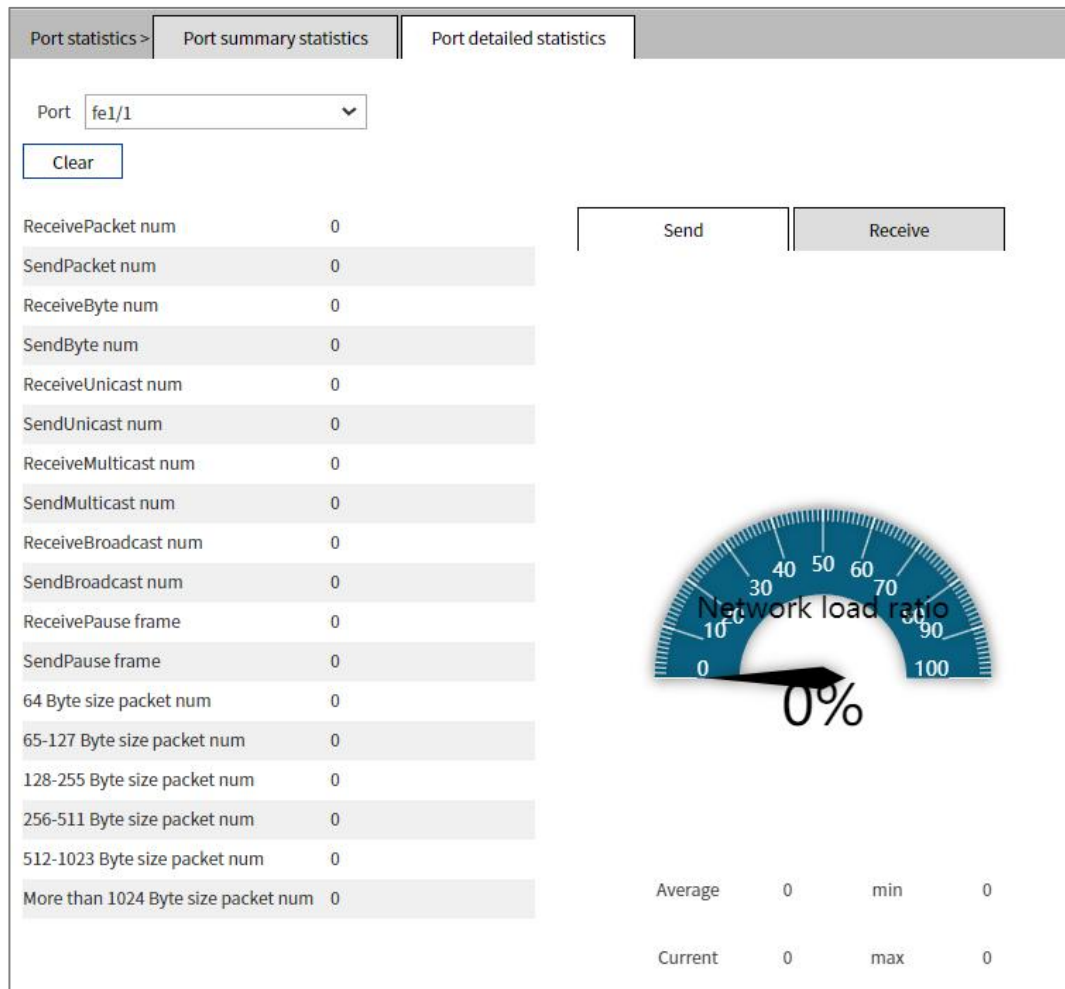 Port statistics > Port summary statistics Port detailed statistics
Port fe1/1
Clear
Send Receive
ReceivePacket num 0
SendPacket num 0
ReceiveByte num 0
SendByte num 0
ReceiveUnicast num 0
SendUnicast num 0
ReceiveMulticast num 0
SendMulticast num 0
ReceiveBroadcast num 0
SendBroadcast num 0
ReceivePause frame 0
SendPause frame 0
64 Byte size packet num 0
65-127 Byte size packet num 0
128-255 Byte size packet num 0
256-511 Byte size packet num 0
512-1023 Byte size packet num 0
More than 1024 Byte size packet num 0
0 10 20 30 40 50 60 70 80 90 100
Network load ratio
0%
Average 0 min 0
Current 0 max 0